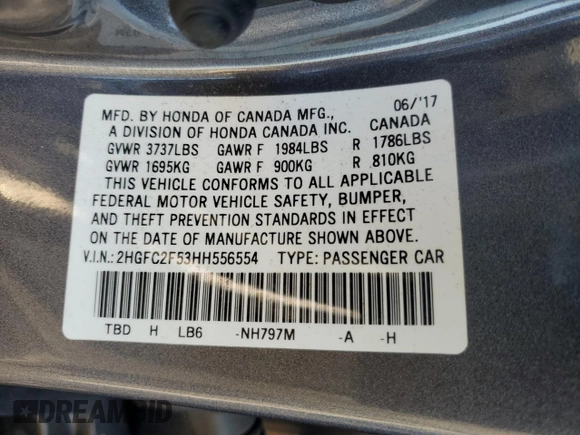 MFD. BY HONDA OF CANADA MFG., 06/'17
A DIVISION OF HONDA CANADA INC. CANADA
GVWR 3737LBS GAWR F 1984LBS R 1786LBS
GVWR 1695KG GAWR F 900KG R 810KG
THIS VEHICLE CONFORMS TO ALL APPLICABLE
FEDERAL MOTOR VEHICLE SAFETY, BUMPER,
AND THEFT PREVENTION STANDARDS IN EFFECT
ON THE DATE OF MANUFACTURE SHOWN ABOVE.
V.I.N.: 2HGFC2F53HH556554 TYPE: PASSENGER CAR
TBD H LB6 -NH797M -A -H
DREAMBID